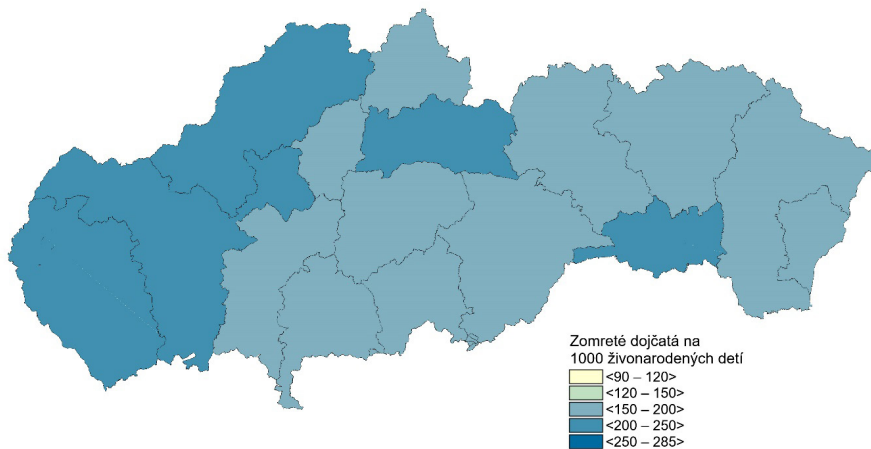 Zomreté dojčatá na
1000 živonarodených detí
<90 – 120>
<120 – 150>
<150 – 200>
<200 – 250>
<250 – 285>